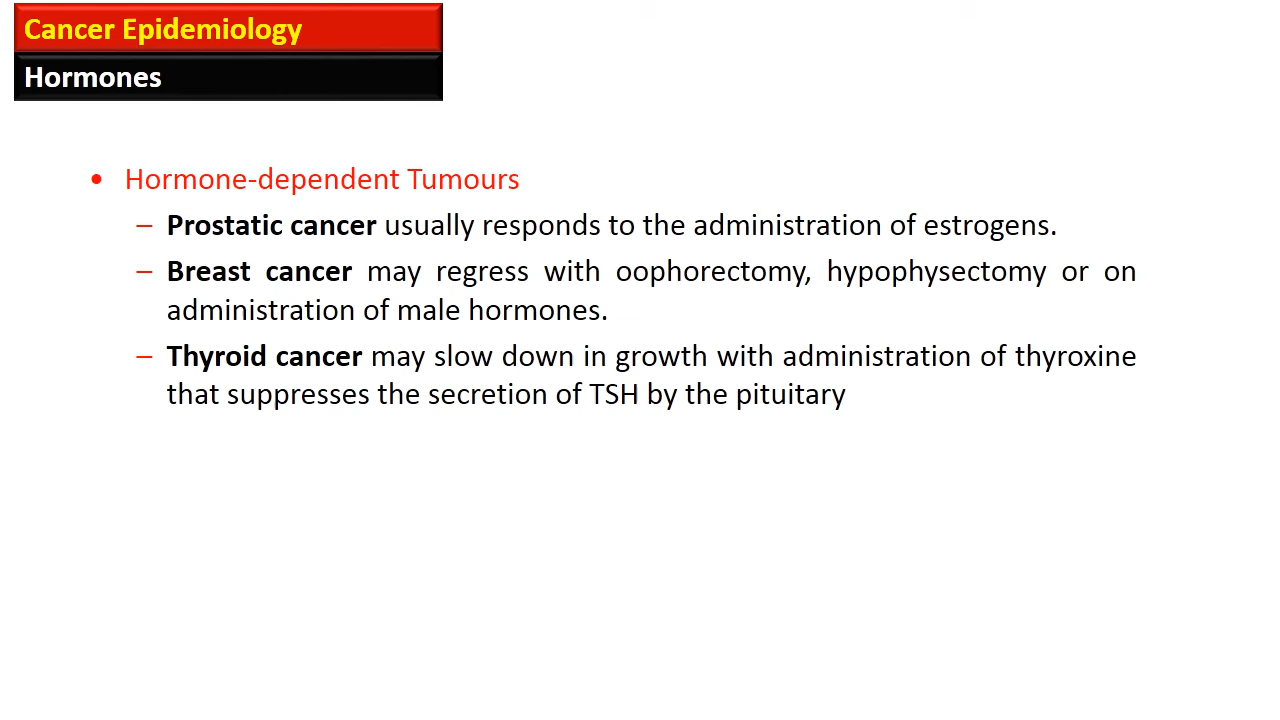 Cancer Epidemiology
Hormones
• Hormone-dependent Tumours
– Prostatic cancer usually responds to the administration of estrogens.
– Breast cancer may regress with oophorectomy, hypophysectomy or on
administration of male hormones.
– Thyroid cancer may slow down in growth with administration of thyroxine
that suppresses the secretion of TSH by the pituitary